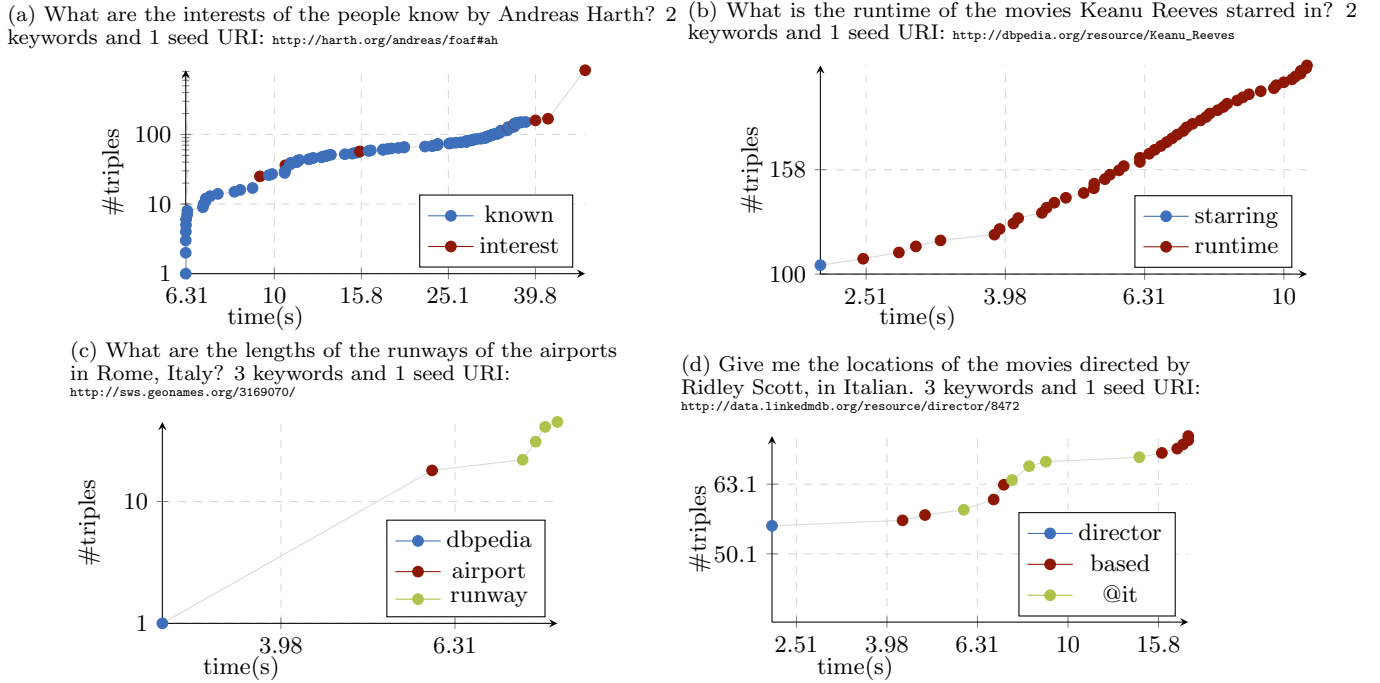 (a) What are the interests of the people know by Andreas Harth? 2
keywords and 1 seed URI: http://harth.org/andreas/foaf#ah
#triples
100
10
1
known
interest
6.31 10 15.8 25.1 39.8
time(s)
(b) What is the runtime of the movies Keanu Reeves starred in? 2
keywords and 1 seed URI: http://dbpedia.org/resource/Keanu_Reeves
#triples
158
100
starring
runtime
2.51 3.98 6.31 10
time(s)
(c) What are the lengths of the runways of the airports
in Rome, Italy? 3 keywords and 1 seed URI:
http://sws.geonames.org/3169070/
#triples
10
1
dbpedia
airport
runway
3.98 6.31
time(s)
(d) Give me the locations of the movies directed by
Ridley Scott, in Italian. 3 keywords and 1 seed URI:
http://data.linkedmdb.org/resource/director/8472
#triples
63.1
50.1
director
based
@it
2.51 3.98 6.31 10 15.8
time(s)